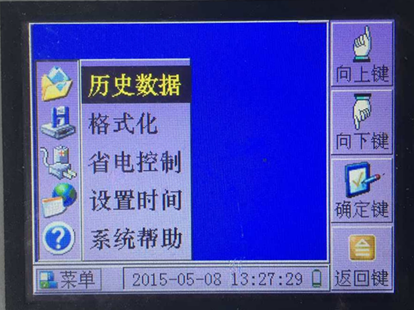 历史数据
格式化
省电控制
设置时间
系统帮助
向上键
向下键
确定键
返回键
菜单
2015-05-08 13:27:29